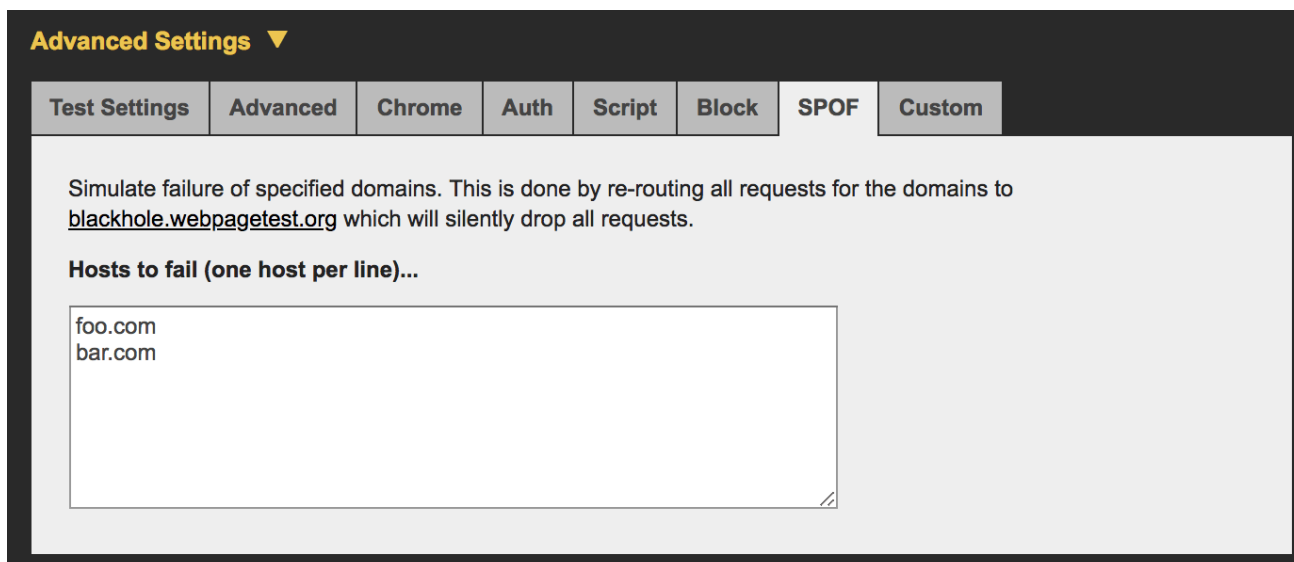 Advanced Settings ▼
Test Settings Advanced Chrome Auth Script Block SPOF Custom
Simulate failure of specified domains. This is done by re-routing all requests for the domains to
blackhole.webpagetest.org which will silently drop all requests.
Hosts to fail (one host per line)...
foo.com
bar.com